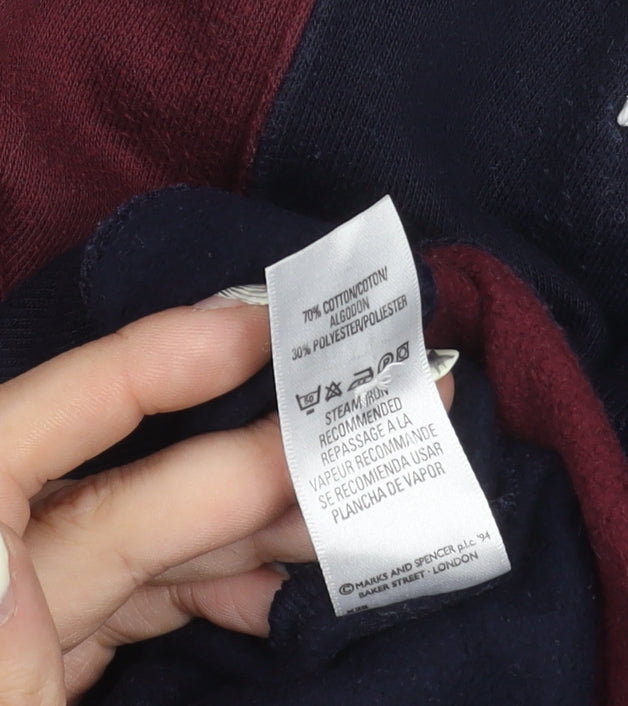 70% COTTON/COTON/
ALGODON
30% POLYESTER/POLIESTER
50
STEAM IRON
RECOMMENDED
REPASSAGE A LA
VAPEUR RECOMMANDE
SE RECOMIENDA USAR
PLANCHA DE VAPOR
© MARKS AND SPENCER p.l.c. '94
BAKER STREET · LONDON